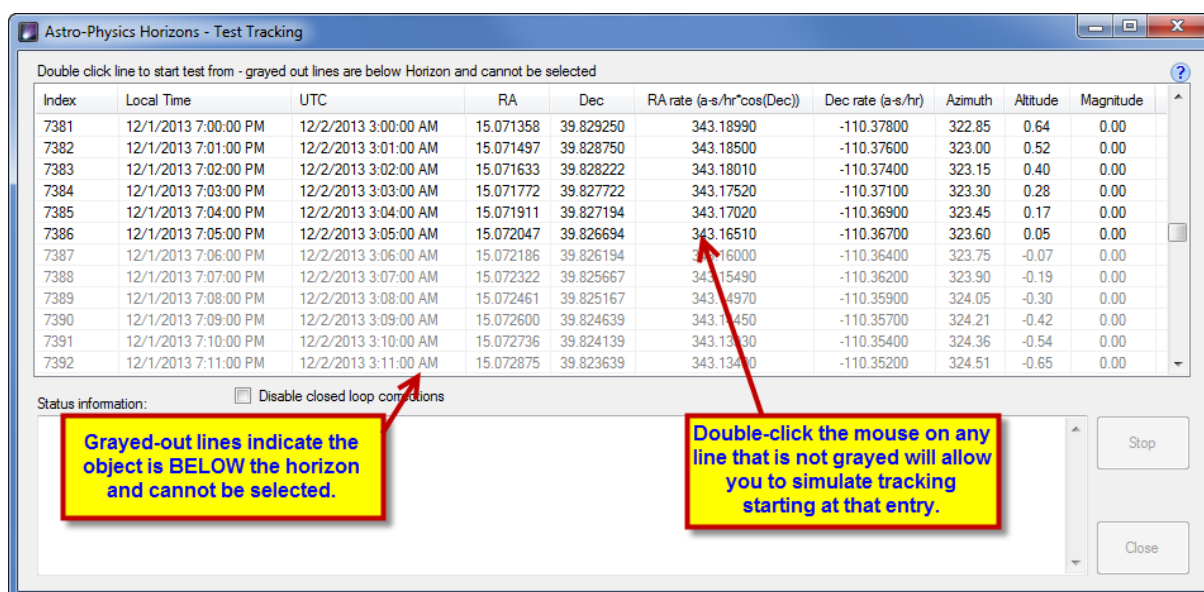 Astro-Physics Horizons - Test Tracking
Double click line to start test from - grayed out lines are below Horizon and cannot be selected
Index Local Time UTC RA Dec RA rate (a-s/hr*cos(Dec)) Dec rate (a-s/hr) Azimuth Altitude Magnitude
7381 12/1/2013 7:00:00 PM 12/2/2013 3:00:00 AM 15.071358 39.829250 343.18990 -110.37800 322.85 0.64 0.00
7382 12/1/2013 7:01:00 PM 12/2/2013 3:01:00 AM 15.071497 39.828750 343.18500 -110.37600 323.00 0.52 0.00
7383 12/1/2013 7:02:00 PM 12/2/2013 3:02:00 AM 15.071633 39.828222 343.18010 -110.37400 323.15 0.40 0.00
7384 12/1/2013 7:03:00 PM 12/2/2013 3:03:00 AM 15.071772 39.827722 343.17520 -110.37100 323.30 0.28 0.00
7385 12/1/2013 7:04:00 PM 12/2/2013 3:04:00 AM 15.071911 39.827194 343.17020 -110.36900 323.45 0.17 0.00
7386 12/1/2013 7:05:00 PM 12/2/2013 3:05:00 AM 15.072047 39.826694 343.16510 -110.36700 323.60 0.05 0.00
7387 12/1/2013 7:06:00 PM 12/2/2013 3:06:00 AM 15.072186 39.826194 343.16000 -110.36400 323.75 -0.07 0.00
7388 12/1/2013 7:07:00 PM 12/2/2013 3:07:00 AM 15.072322 39.825667 343.15490 -110.36200 323.90 -0.19 0.00
7389 12/1/2013 7:08:00 PM 12/2/2013 3:08:00 AM 15.072461 39.825167 343.14970 -110.35900 324.05 -0.30 0.00
7390 12/1/2013 7:09:00 PM 12/2/2013 3:09:00 AM 15.072600 39.824639 343.14450 -110.35700 324.21 -0.42 0.00
7391 12/1/2013 7:10:00 PM 12/2/2013 3:10:00 AM 15.072736 39.824139 343.13930 -110.35400 324.36 -0.54 0.00
7392 12/1/2013 7:11:00 PM 12/2/2013 3:11:00 AM 15.072875 39.823639 -110.35200 324.51 -0.65 0.00
Status information:
Disable closed loop corrections
Grayed-out lines indicate the
object is BELOW the horizon
and cannot be selected.
Double-click the mouse on any
line that is not grayed will allow
you to simulate tracking
starting at that entry.
Stop
Close